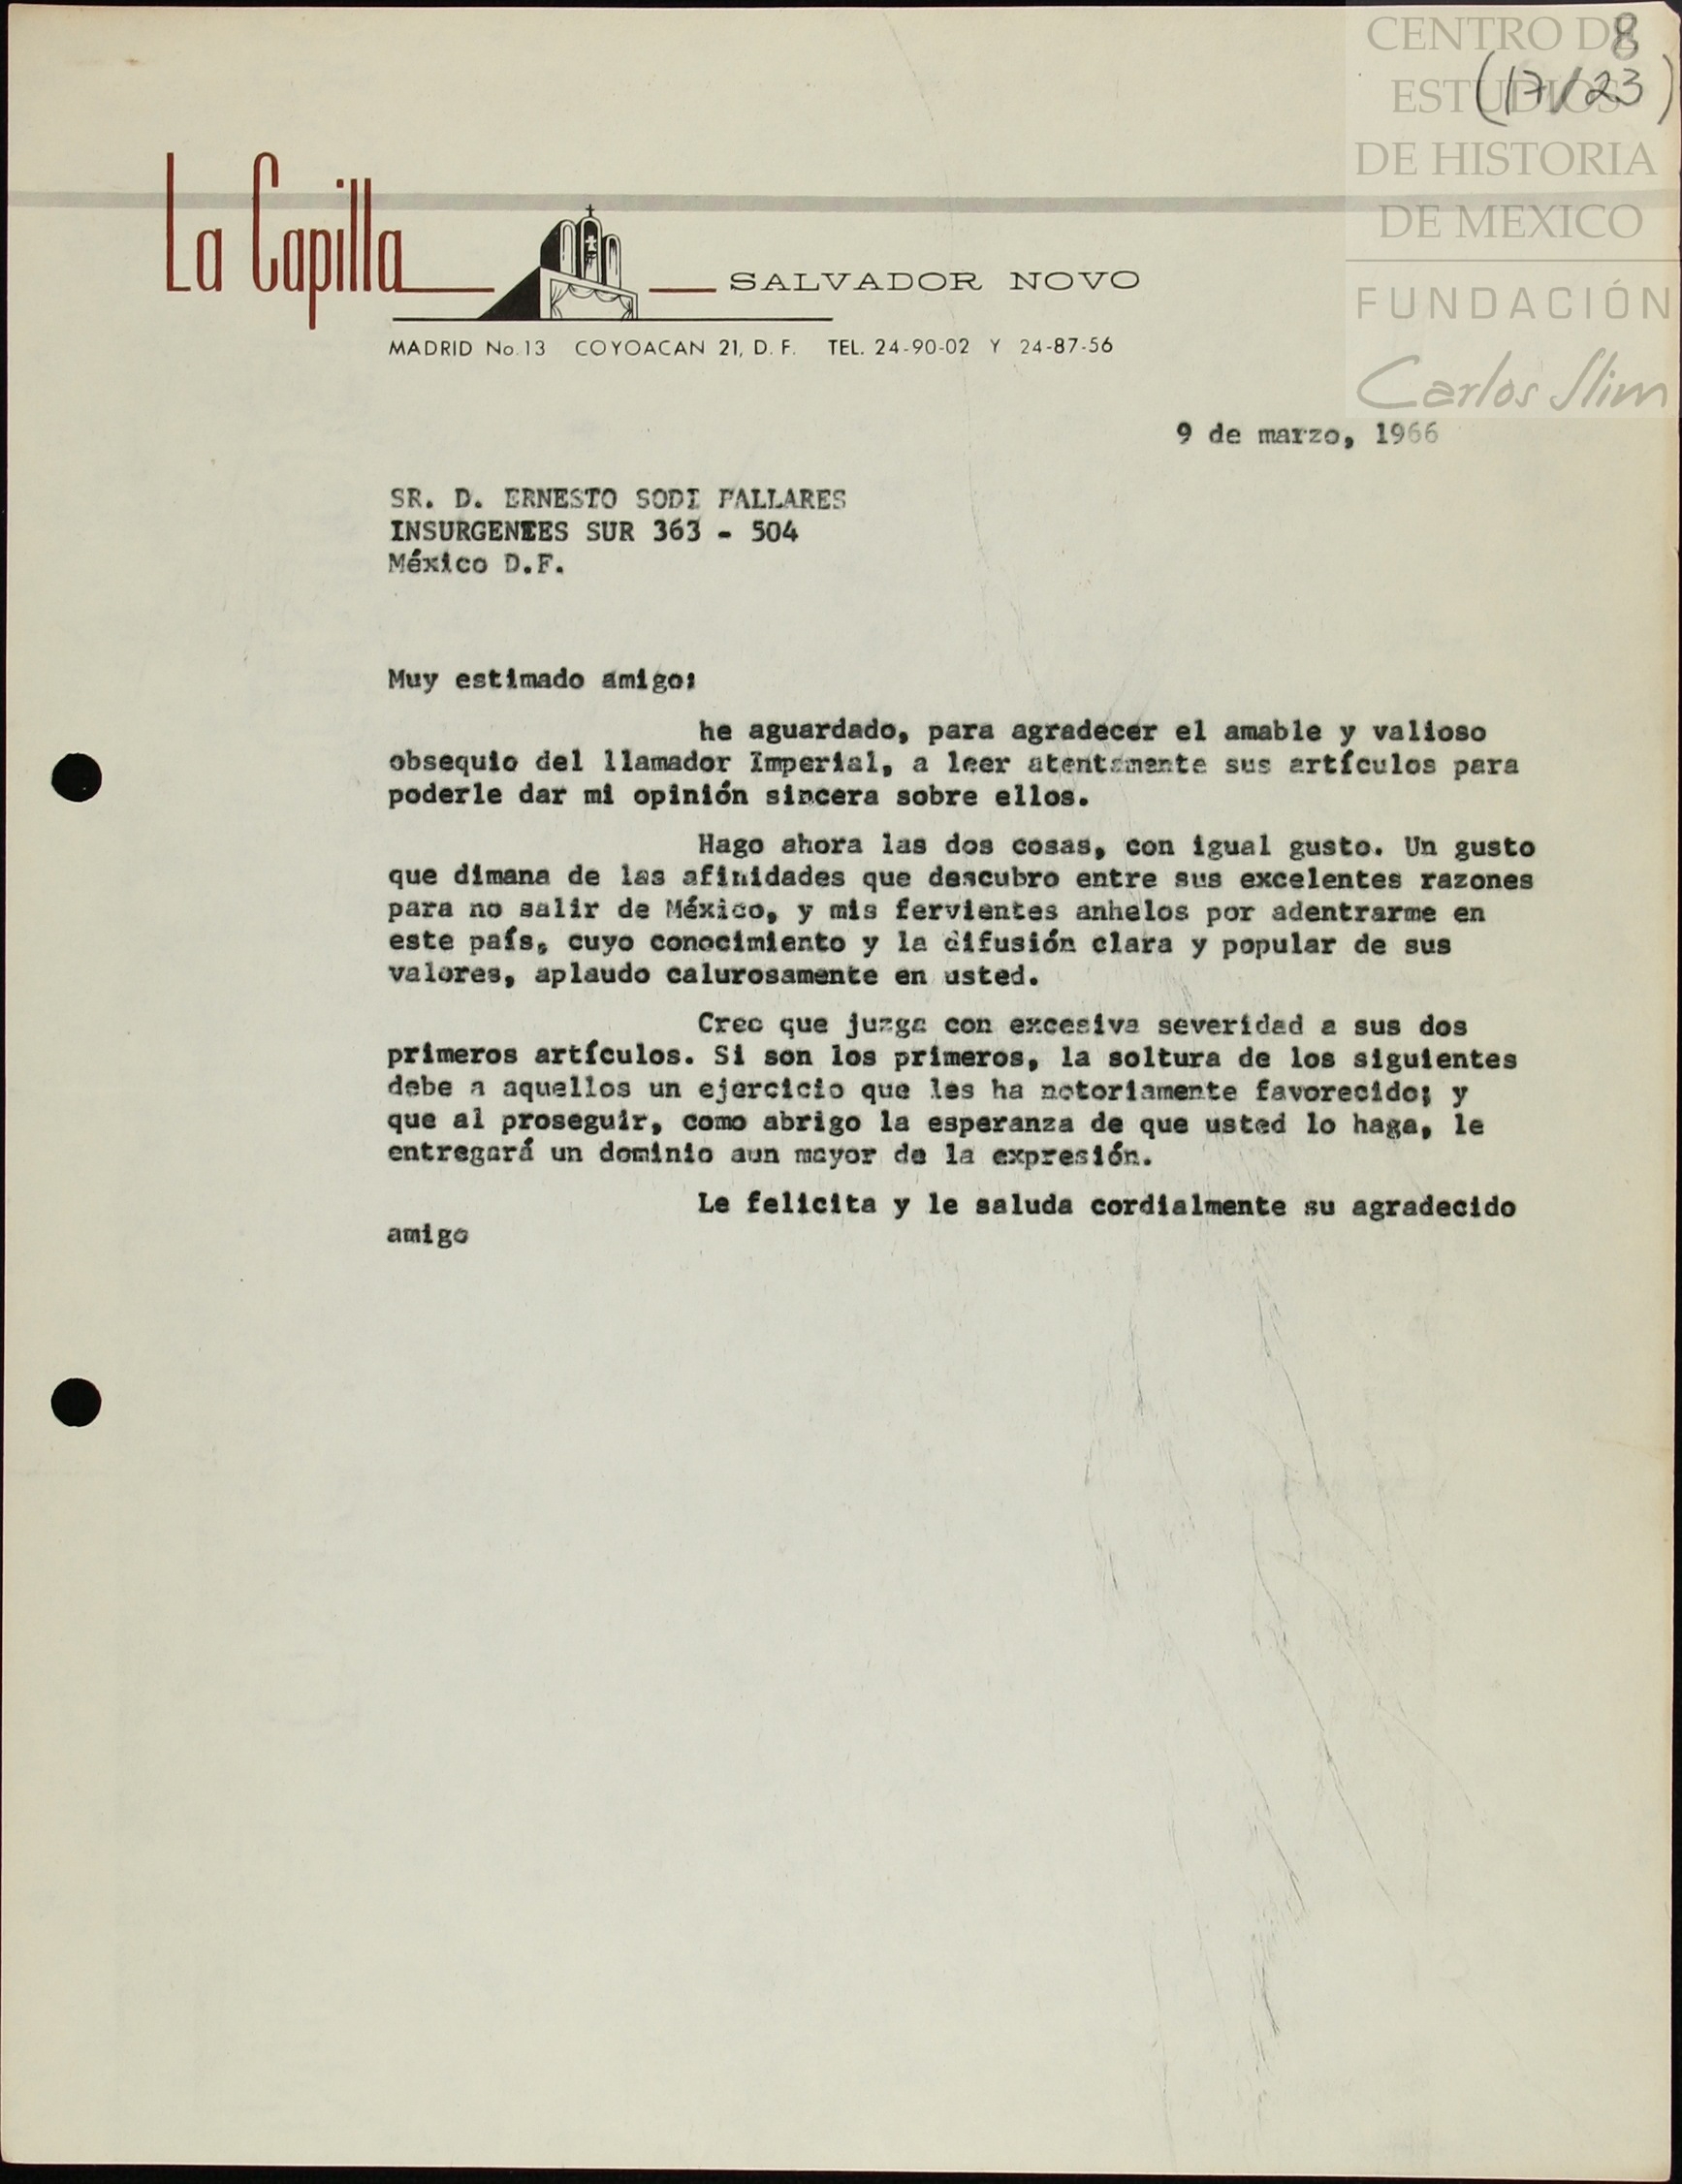 8
(17/23)
CENTRO DE
ESTUDIOS
DE HISTORIA
DE MEXICO
FUNDACIÓN
Carlos Slim
La Capilla
SALVADOR NOVO
MADRID No. 13 COYOACAN 21, D. F. TEL. 24-90-02 Y 24-87-56
9 de marzo, 1966
SR. D. ERNESTO SODI PALLARES
INSURGENTES SUR 363 - 504
México D.F.
Muy estimado amigo:
he aguardado, para agradecer el amable y valioso
obsequio del llamador Imperial, a leer atentamente sus artículos para
poderle dar mi opinión sincera sobre ellos.
Hago ahora las dos cosas, con igual gusto. Un gusto
que dimana de las afinidades que descubro entre sus excelentes razones
para no salir de México, y mis fervientes anhelos por adentrarme en
este país, cuyo conocimiento y la difusión clara y popular de sus
valores, aplaudo calurosamente en usted.
Creo que juzga con excesiva severidad a sus dos
primeros artículos. Si son los primeros, la soltura de los siguientes
debe a aquellos un ejercicio que les ha notoriamente favorecido; y
que al proseguir, como abrigo la esperanza de que usted lo haga, le
entregará un dominio aun mayor de la expresión.
Le felicita y le saluda cordialmente su agradecido
amigo